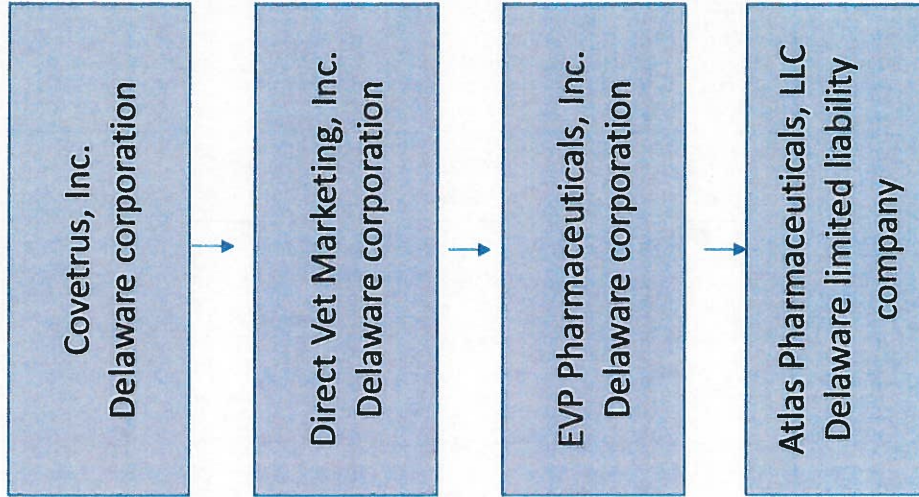 Covetrus, Inc.
Delaware corporation
Direct Vet Marketing, Inc.
Delaware corporation
EVP Pharmaceuticals, Inc.
Delaware corporation
Atlas Pharmaceuticals, LLC
Delaware limited liability
company